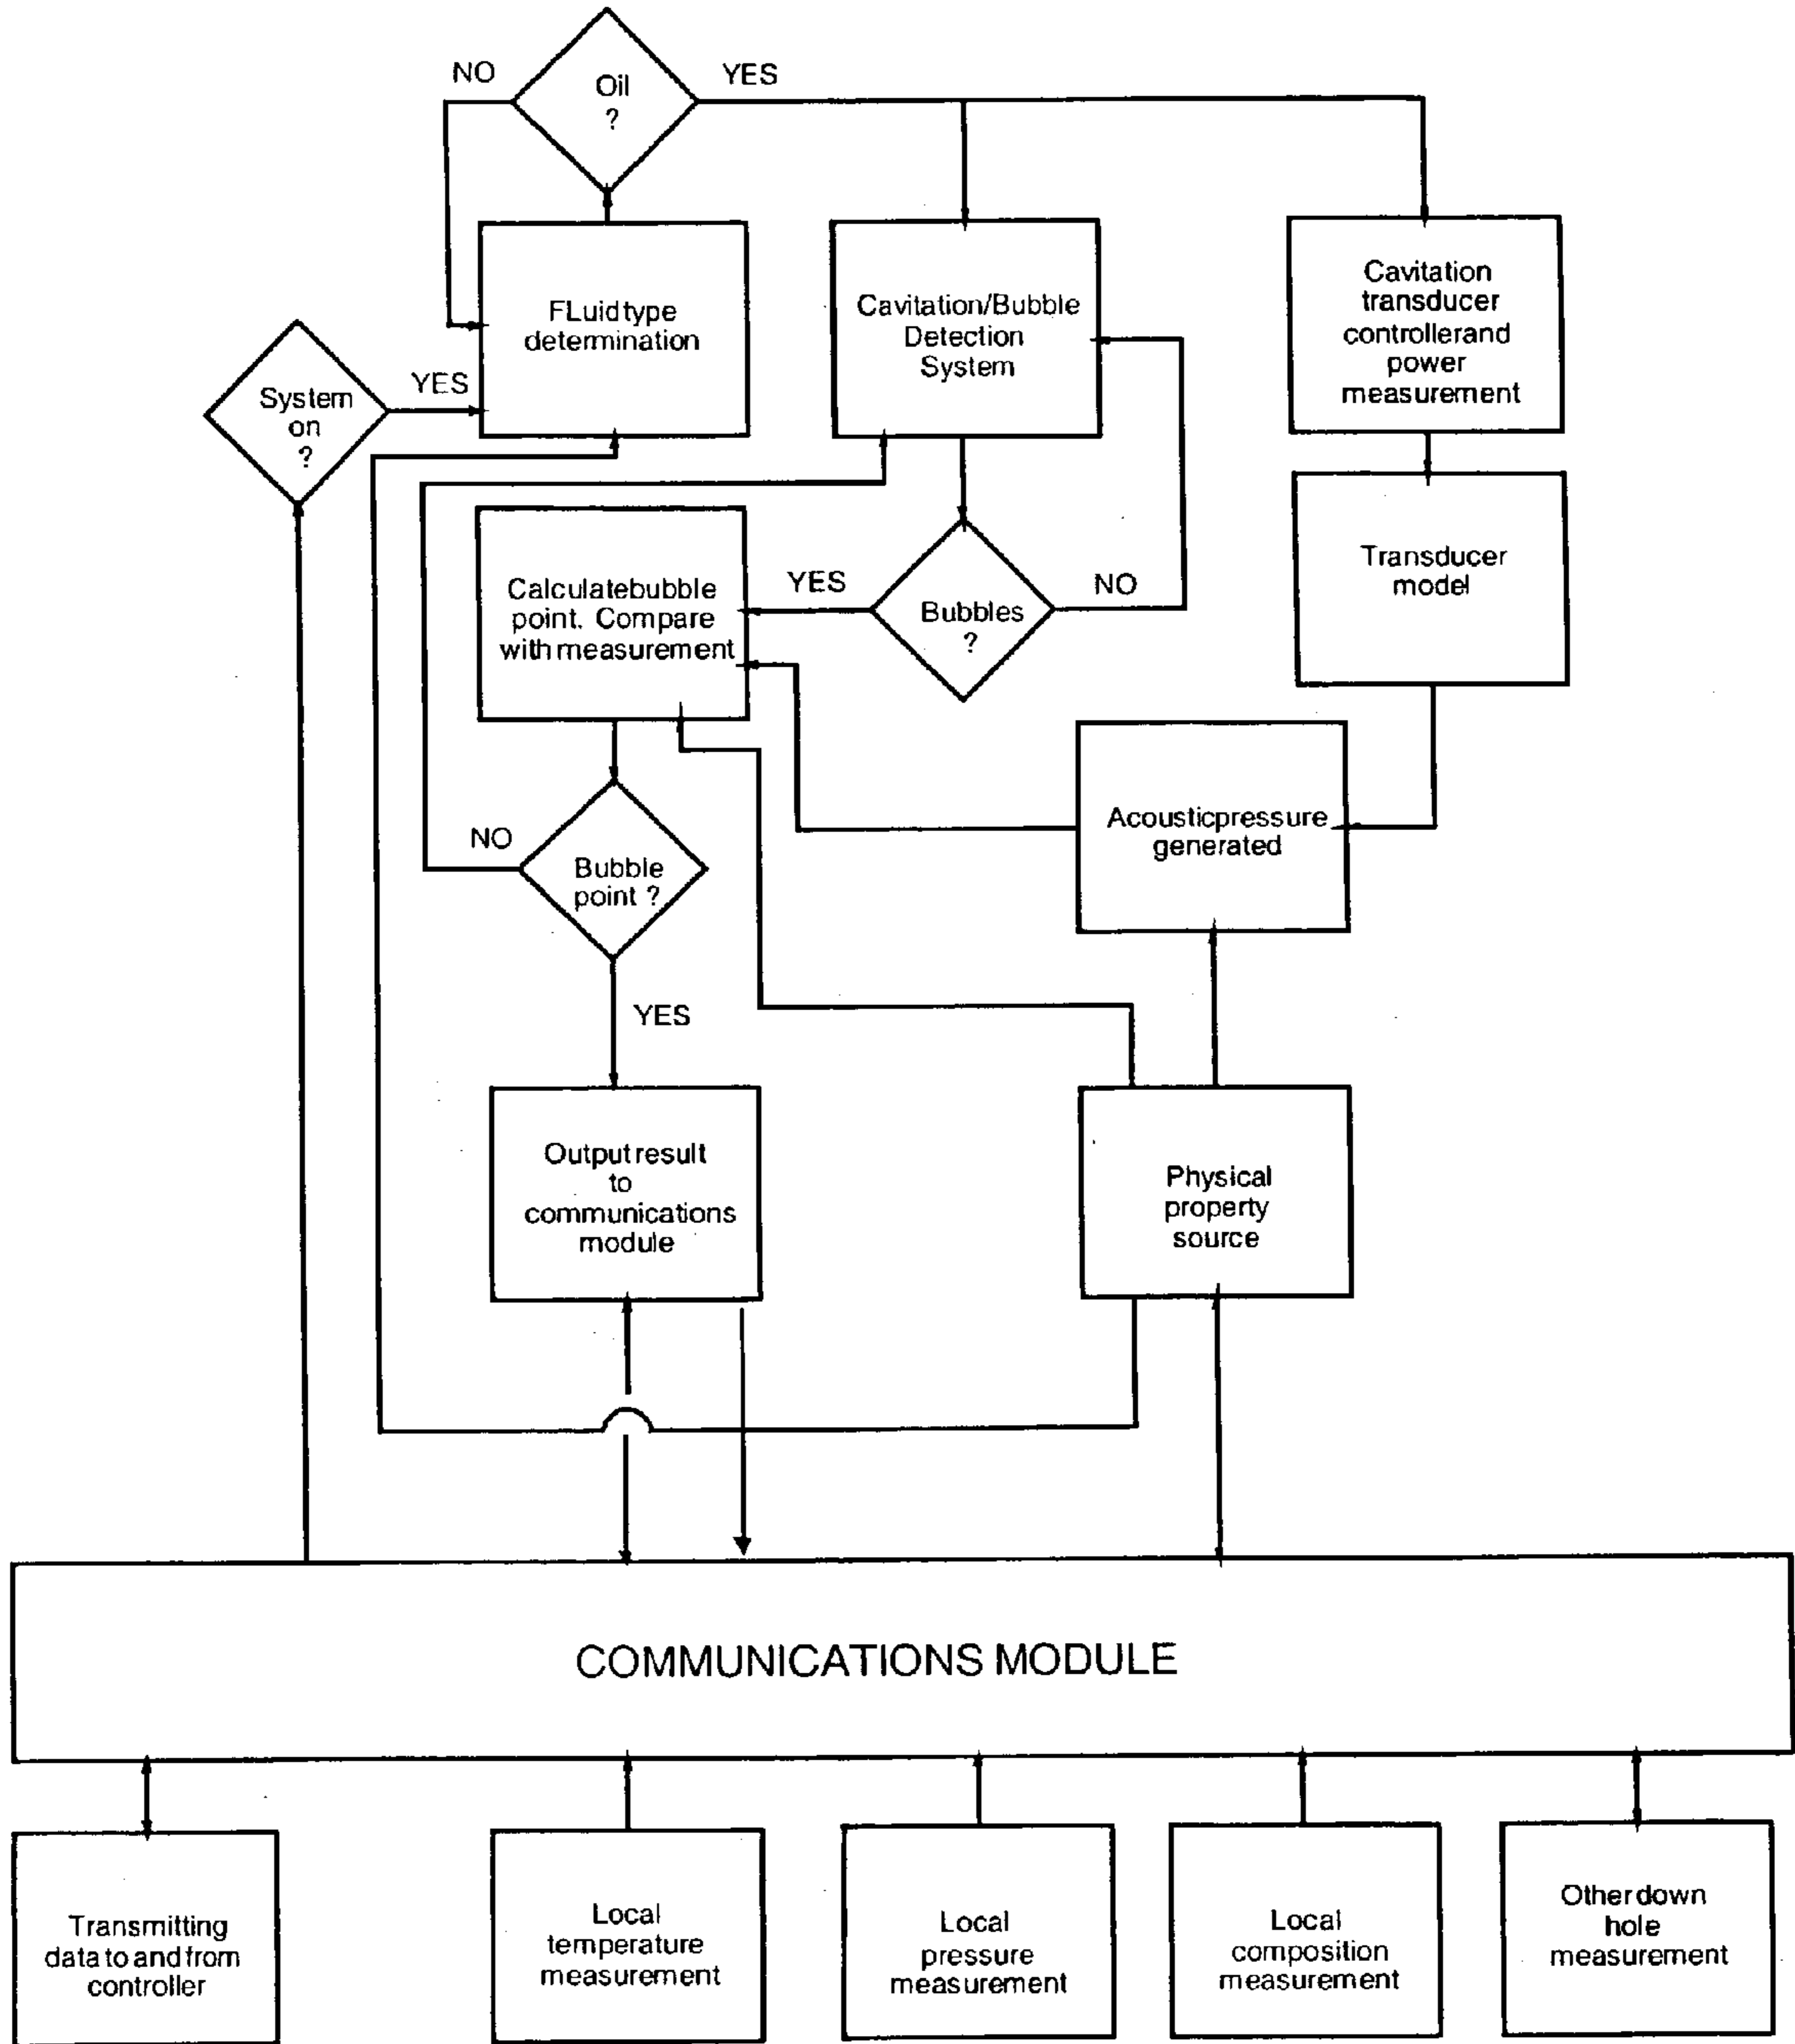 NO
Oil
?
YES
FLuid type
determination
Cavitation/Bubble
Detection
System
Cavitation
transducer
controllerand
power
measurement
System
on
?
YES
Transducer
model
Calculatebubble
point. Compare
with measurement
YES
Bubbles
?
NO
Acousticpressure
generated
NO
Bubble
point ?
YES
Output result
to
communications
module
Physical
property
source
COMMUNICATIONS MODULE
Transmitting
data to and from
controller
Local
temperature
measurement
Local
pressure
measurement
Local
composition
measurement
Other down
hole
measurement